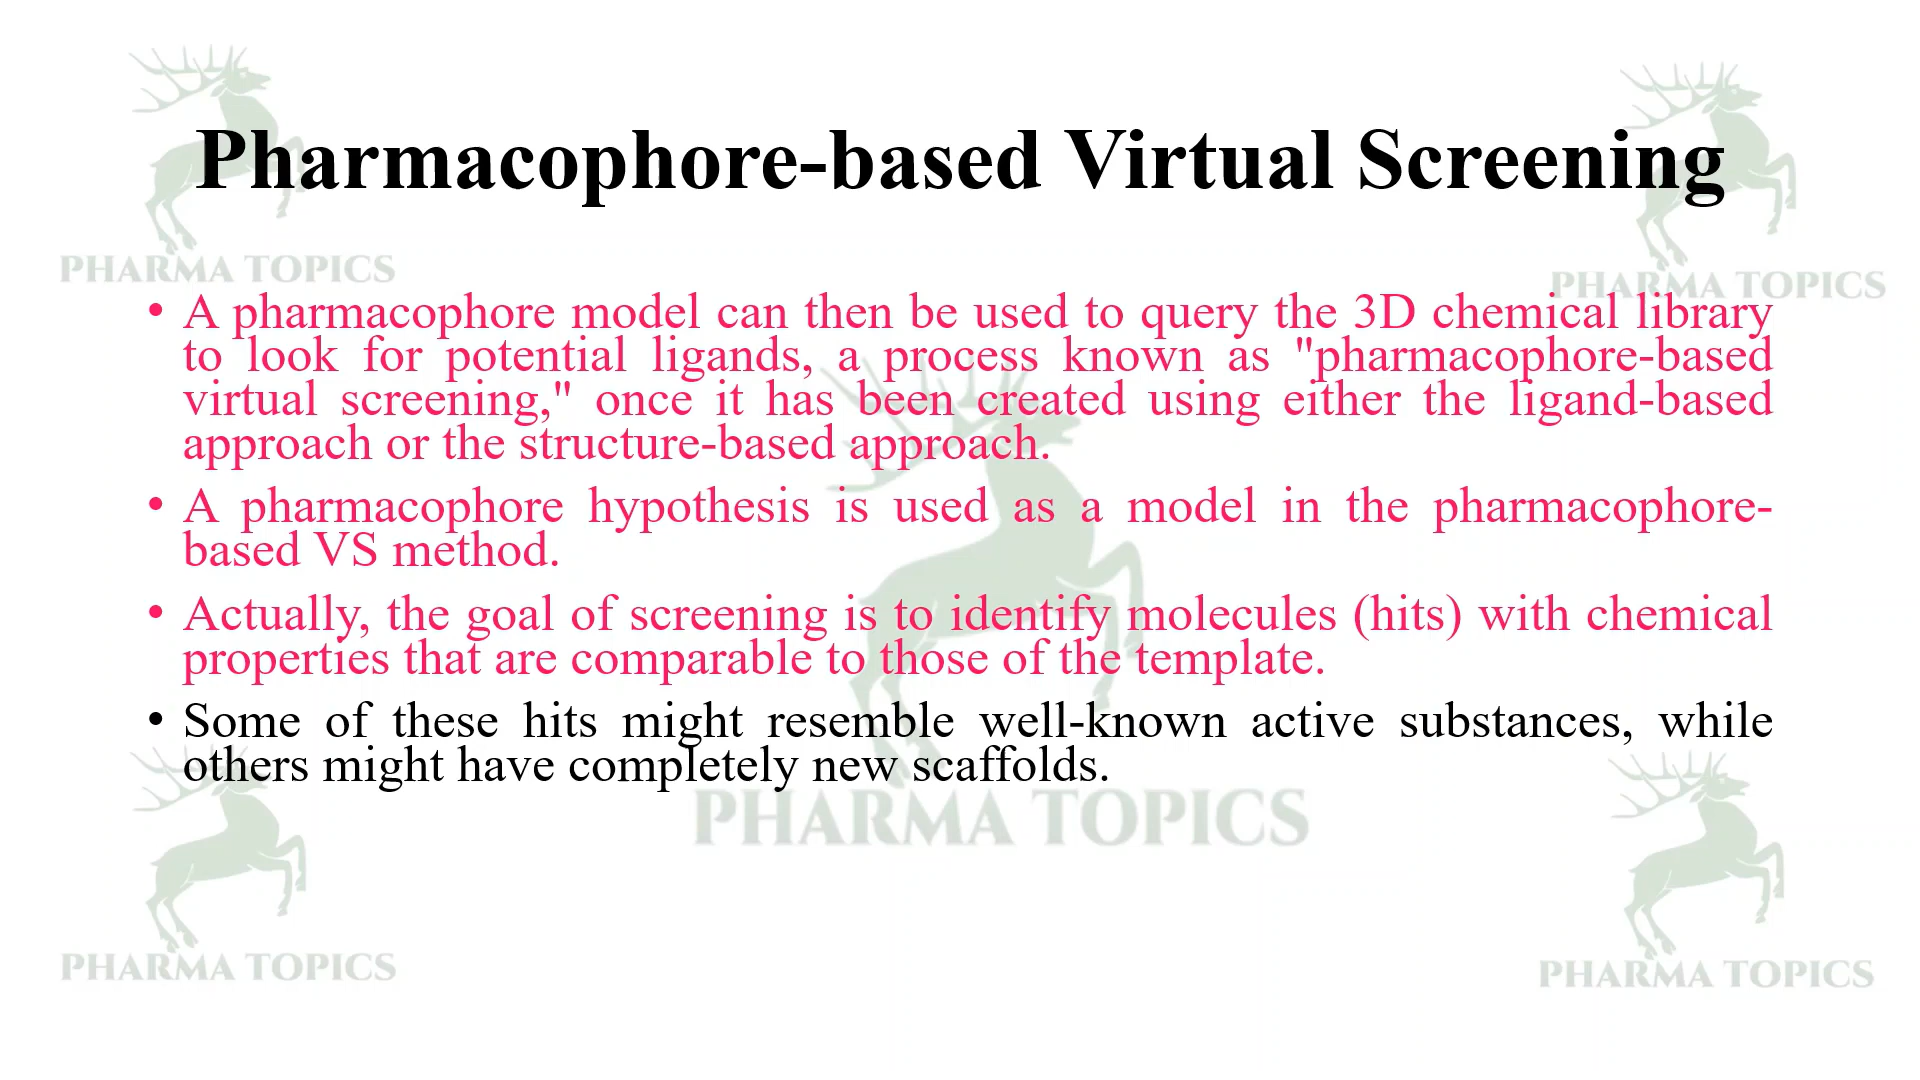 Pharmacophore-based Virtual Screening
PHARMA TOPICS
PHARMA TOPICS
• A pharmacophore model can then be used to query the 3D chemical library
to look for potential ligands, a process known as "pharmacophore-based
virtual screening," once it has been created using either the ligand-based
approach or the structure-based approach.
• A pharmacophore hypothesis is used as a model in the pharmacophore-
based VS method.
• Actually, the goal of screening is to identify molecules (hits) with chemical
properties that are comparable to those of the template.
• Some of these hits might resemble well-known active substances, while
others might have completely new scaffolds.
PHARMA TOPICS
PHARMA TOPICS
PHARMA TOPICS